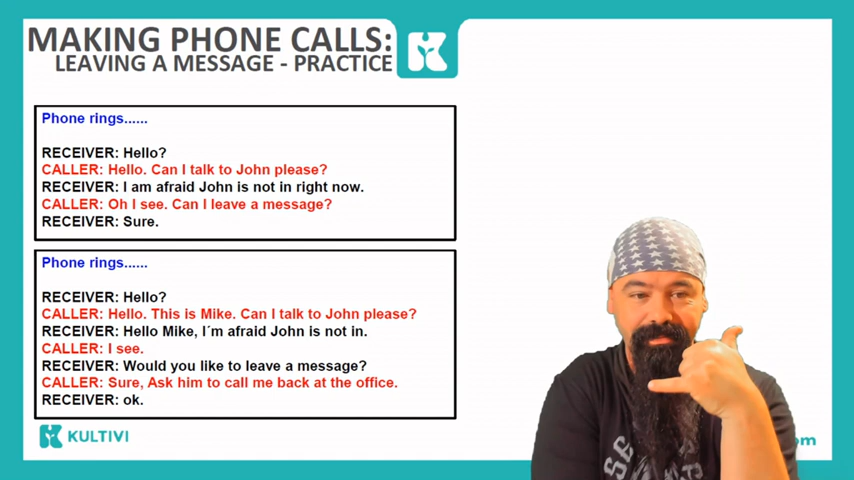 MAKING PHONE CALLS:
LEAVING A MESSAGE - PRACTICE
Phone rings......
RECEIVER: Hello?
CALLER: Hello. Can I talk to John please?
RECEIVER: I am afraid John is not in right now.
CALLER: Oh I see. Can I leave a message?
RECEIVER: Sure.
Phone rings......
RECEIVER: Hello?
CALLER: Hello. This is Mike. Can I talk to John please?
RECEIVER: Hello Mike, I´m afraid John is not in.
CALLER: I see.
RECEIVER: Would you like to leave a message?
CALLER: Sure, Ask him to call me back at the office.
RECEIVER: ok.
KULTIVI